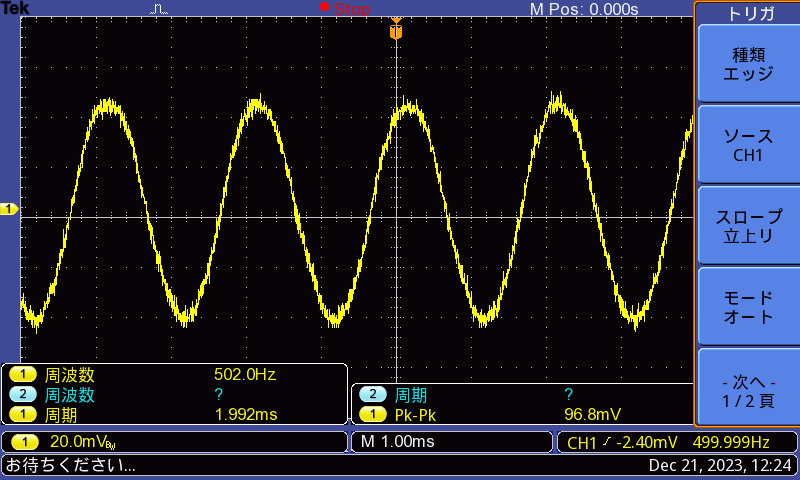 Tek Stop M Pos: 0.000s
トリガ
種類
エッジ
ソース
CH1
スロープ
立上り
モード
オート
- 次へ -
1 / 2 頁
T
1
1 周波数 502.0Hz
2 周波数 ?
1 周期 1.992ms
2 周期 ?
1 Pk-Pk 96.8mV
1 20.0mVBW M 1.00ms CH1 -2.40mV 499.999Hz
お待ちください... Dec 21, 2023, 12:24